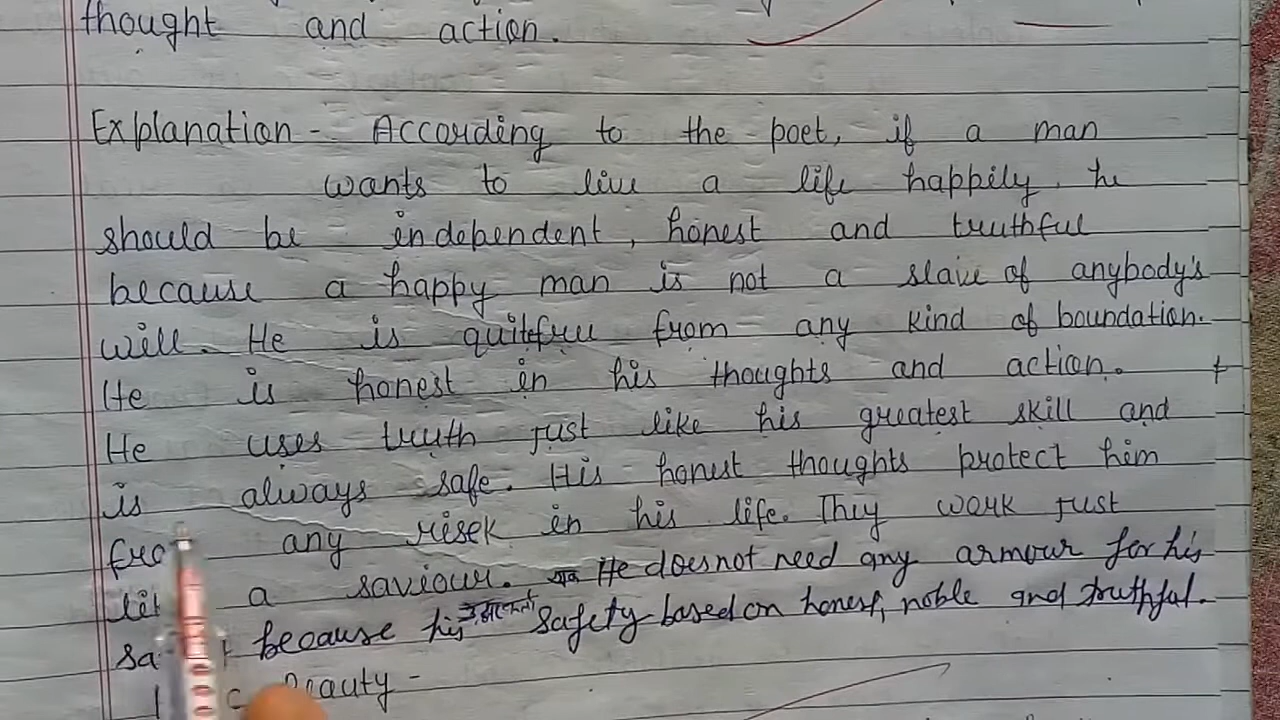 thought and action.
Explanation - According to the poet, if a man
wants to live a life happily. he
should be independent, honest and truthful
because a happy man is not a slave of anybody's
will. He is quite free from any kind of boundation.
He is honest in his thoughts and action.
He uses truth just like his greatest skill and
is always safe. His honest thoughts protect him
any risek in his life. They work just
a saviour. He does not need any armour for his
because his safety based on honest, noble and truthful.
Beauty -